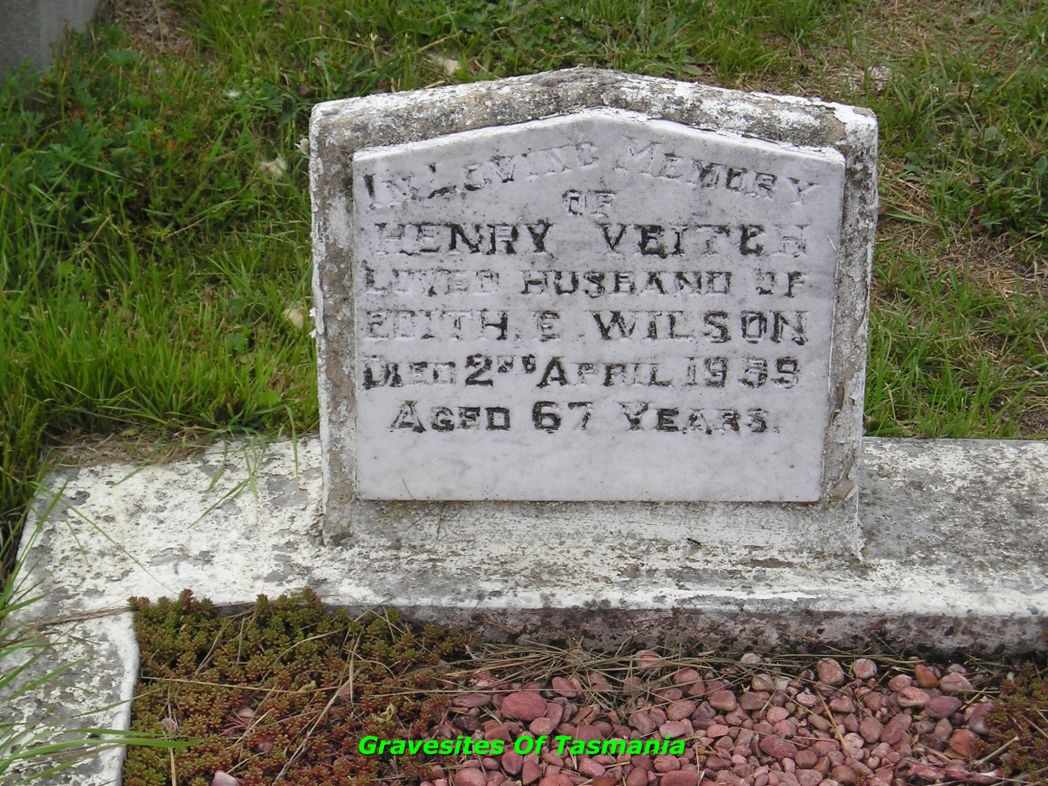 In Loving Memory
of
Henry Veitch
Loved Husband of
Edith. E. Wilson
Died 2ND April 1959
Aged 67 Years.
Gravesites Of Tasmania